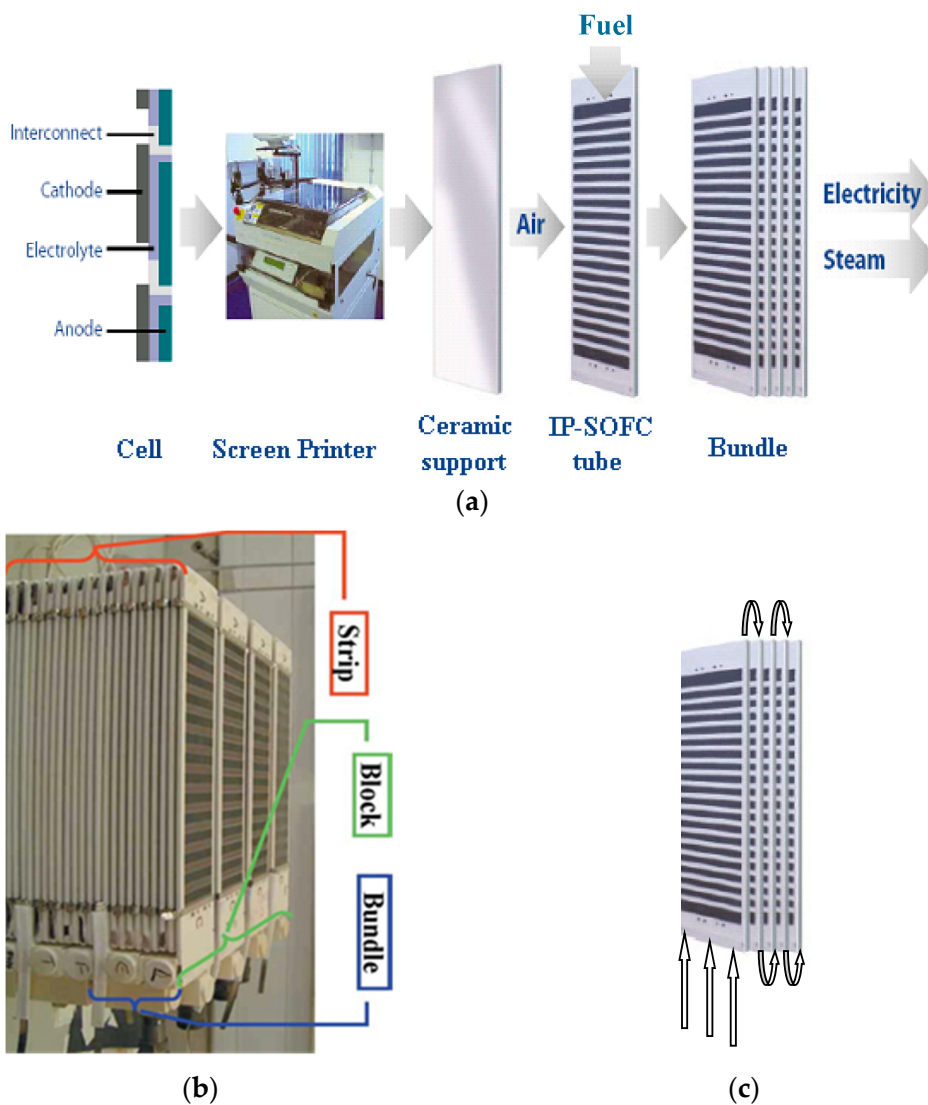 Fuel
Interconnect
Cathode
Electrolyte
Anode
Air
Electricity
Steam
Cell
Screen Printer
Ceramic
support
IP-SOFC
tube
Bundle
(a)
Strip
Block
Bundle
(b)
(c)